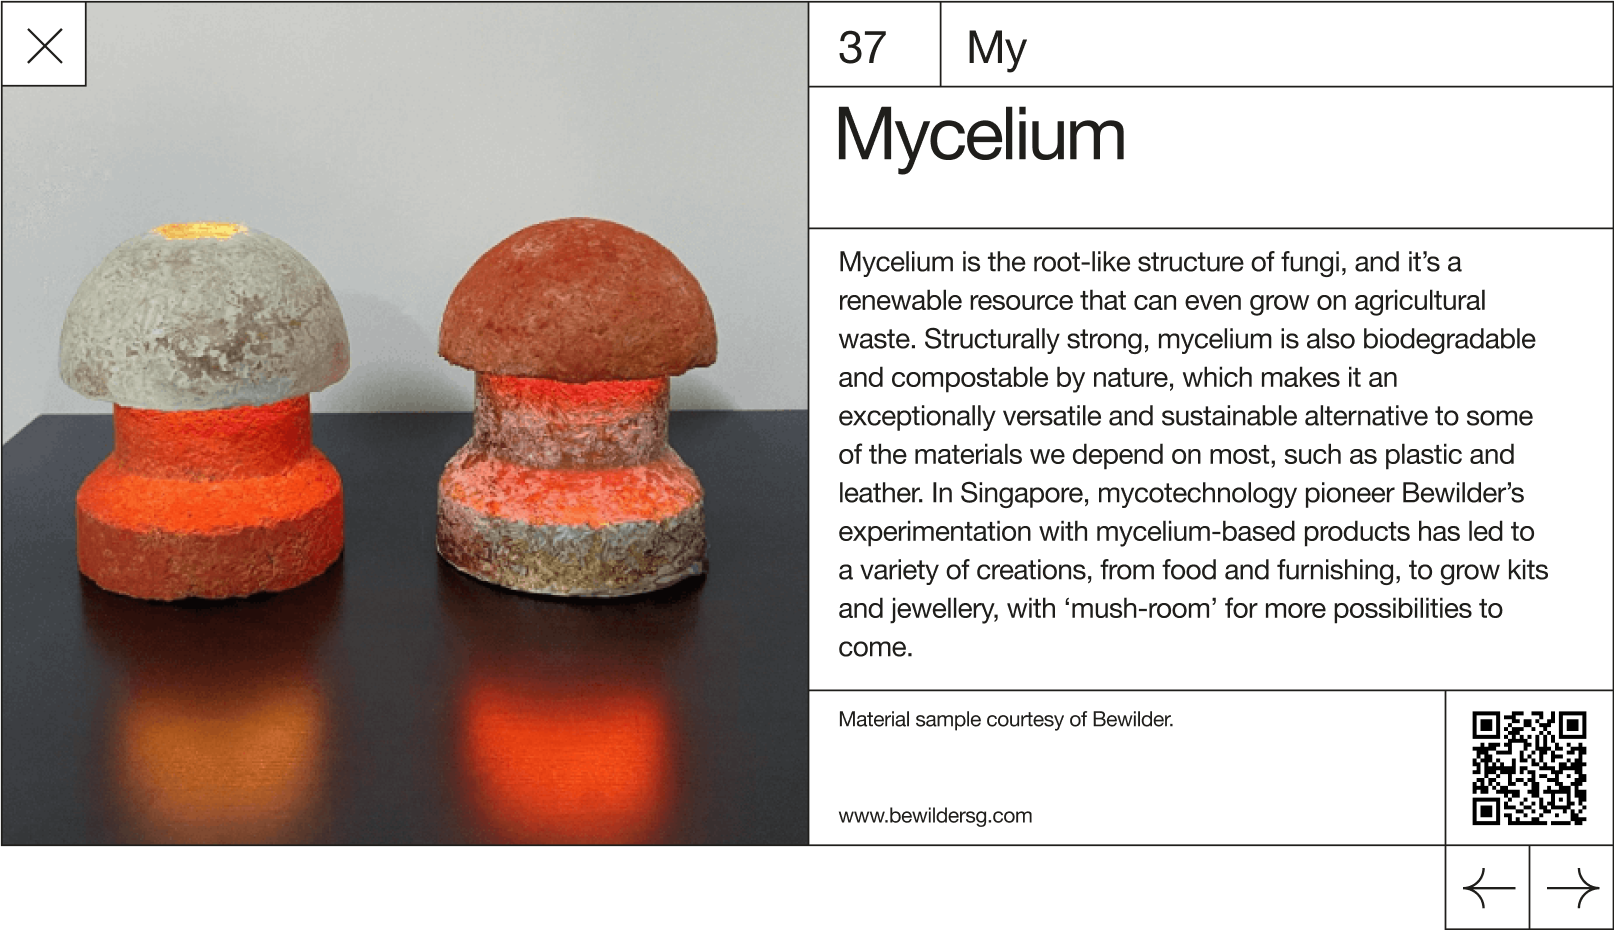 37
My
Mycelium
Mycelium is the root-like structure of fungi, and it’s a
renewable resource that can even grow on agricultural
waste. Structurally strong, mycelium is also biodegradable
and compostable by nature, which makes it an
exceptionally versatile and sustainable alternative to some
of the materials we depend on most, such as plastic and
leather. In Singapore, mycotechnology pioneer Bewilder’s
experimentation with mycelium-based products has led to
a variety of creations, from food and furnishing, to grow kits
and jewellery, with ‘mush-room’ for more possibilities to
come.
Material sample courtesy of Bewilder.
www.bewildersg.com